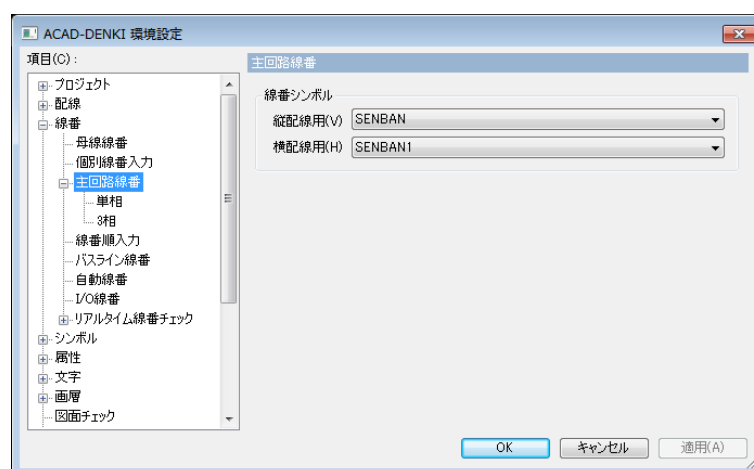 ACAD-DENKI 環境設定
項目(C) :
プロジェクト
配線
線番
母線線番
個別線番入力
主回路線番
単相
3相
線番順入力
バスライン線番
自動線番
I/O線番
リアルタイム線番チェック
シンボル
属性
文字
画層
図面チェック
主回路線番
線番シンボル
縦配線用(V) SENBAN
横配線用(H) SENBAN1
OK キャンセル 適用(A)